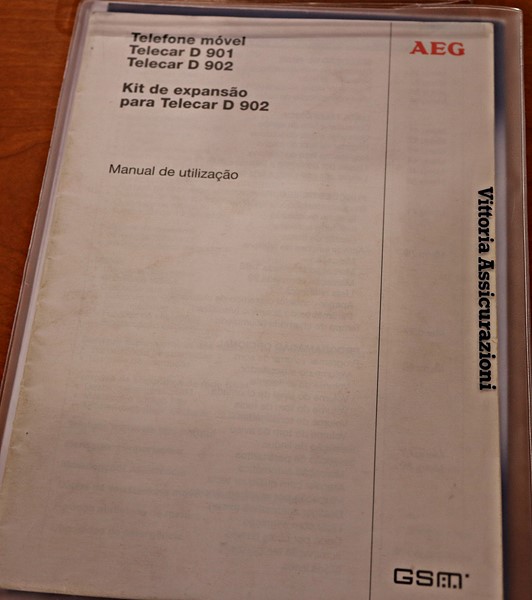 Telefone móvel
Telecar D 901
Telecar D 902
Kit de expansão
para Telecar D 902
AEG
Manual de utilização
Vittoria Assicurazioni
GSM